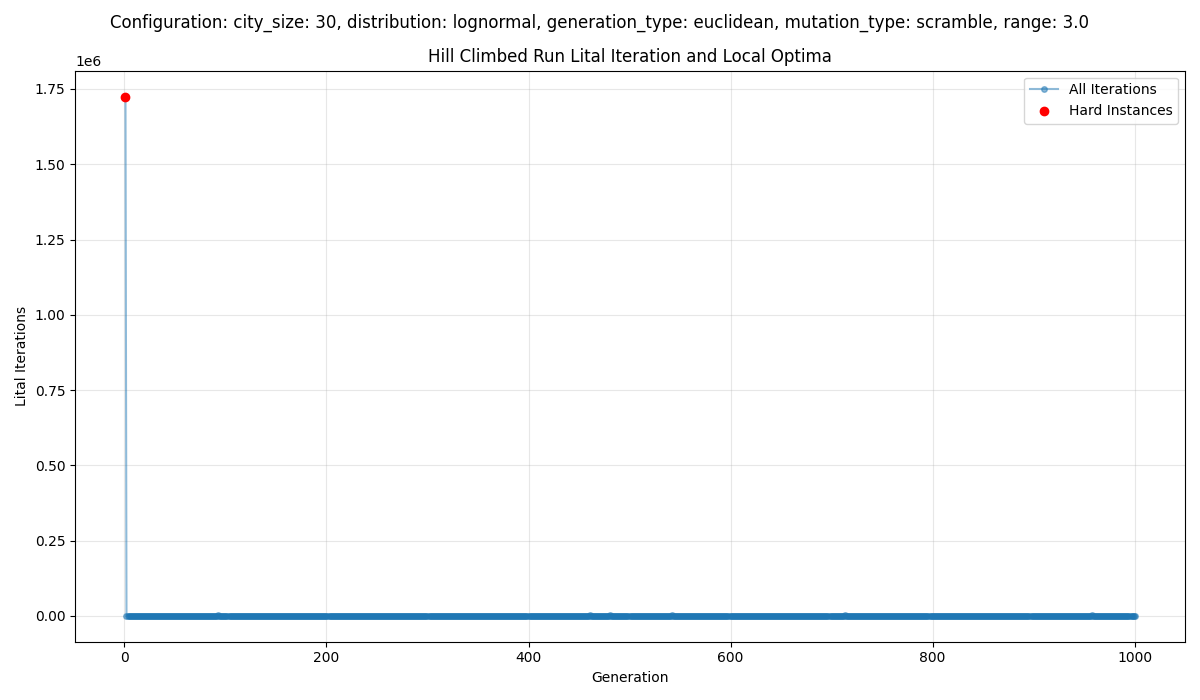 Configuration: city_size: 30, distribution: lognormal, generation_type: euclidean, mutation_type: scramble, range: 3.0
Hill Climbed Run Lital Iteration and Local Optima
1e6
All Iterations
Hard Instances
1.75
1.50
1.25
1.00
0.75
0.50
0.25
0.00
Lital Iterations
0
200
400
600
800
1000
Generation